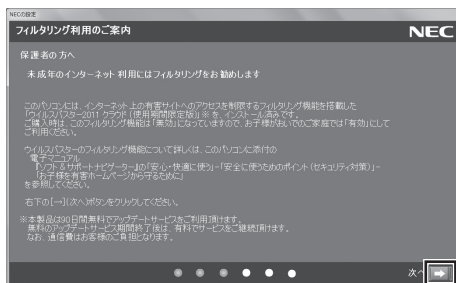 NECの設定
フィルタリング利用のご案内
NEC
保護者の方へ
未成年のインターネット利用にはフィルタリングをお勧めします
このパソコンには、インターネット上の有害サイトへのアクセスを制限するフィルタリング機能を搭載した
「ウイルスバスター2011 クラウド(使用期間限定版)」※ を、インストール済みです。
ご購入時は、このフィルタリング機能は「無効」になっていますので、お子様がおいでのご家庭では「有効」にして
ご利用ください。
ウイルスバスターのフィルタリング機能について詳しくは、このパソコンに添付の
電子マニュアル
『ソフト&サポートナビゲーター』の「安心・快適に使う」-「安全に使うためのポイント(セキュリティ対策)」-
「お子様を有害ホームページから守るために」
を参照してください。
右下の[→](次へ)ボタンをクリックしてください。
※本製品は90日間無料でアップデートサービスをご利用頂けます。
無料のアップデートサービス期間終了後は、有料でサービスをご継続頂けます。
なお、通信費はお客様のご負担となります。
次へ